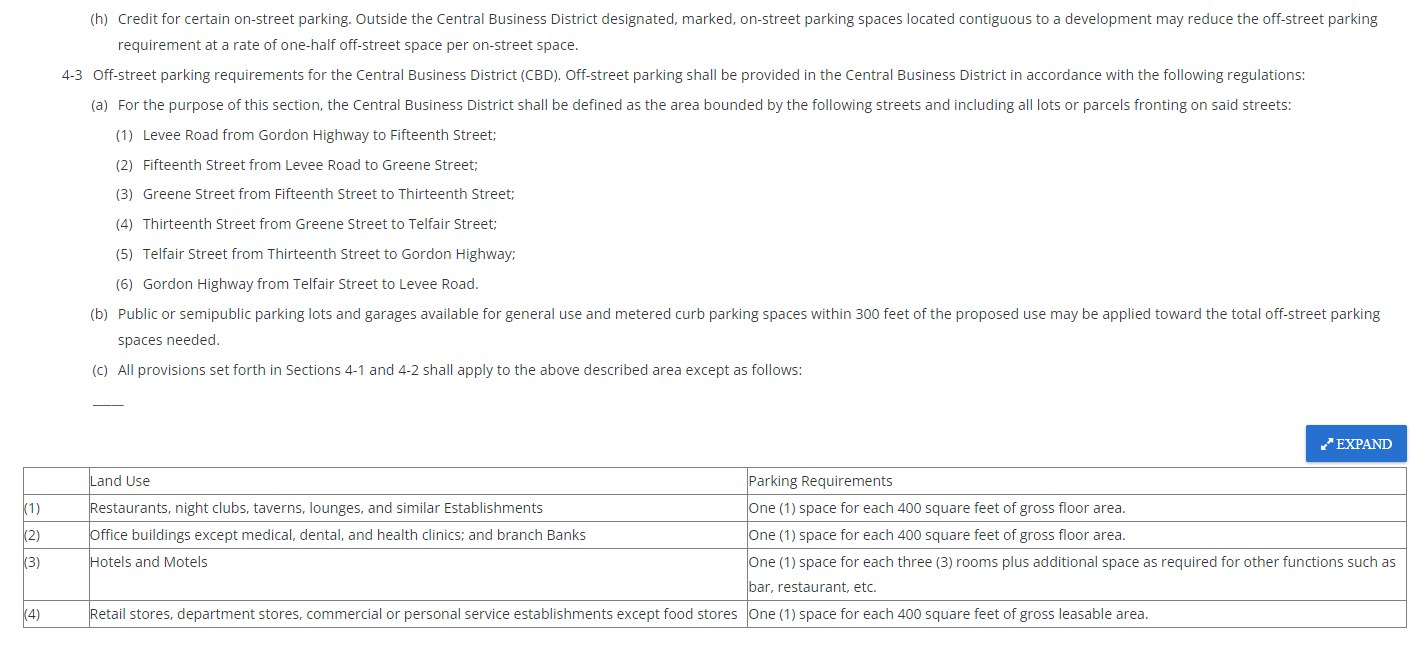 (h) Credit for certain on-street parking. Outside the Central Business District designated, marked, on-street parking spaces located contiguous to a development may reduce the off-street parking
requirement at a rate of one-half off-street space per on-street space.
4-3 Off-street parking requirements for the Central Business District (CBD). Off-street parking shall be provided in the Central Business District in accordance with the following regulations:
(a) For the purpose of this section, the Central Business District shall be defined as the area bounded by the following streets and including all lots or parcels fronting on said streets:
(1) Levee Road from Gordon Highway to Fifteenth Street;
(2) Fifteenth Street from Levee Road to Greene Street;
(3) Greene Street from Fifteenth Street to Thirteenth Street;
(4) Thirteenth Street from Greene Street to Telfair Street;
(5) Telfair Street from Thirteenth Street to Gordon Highway;
(6) Gordon Highway from Telfair Street to Levee Road.
(b) Public or semipublic parking lots and garages available for general use and metered curb parking spaces within 300 feet of the proposed use may be applied toward the total off-street parking
spaces needed.
(c) All provisions set forth in Sections 4-1 and 4-2 shall apply to the above described area except as follows:
EXPAND
Land Use Parking Requirements
(1) Restaurants, night clubs, taverns, lounges, and similar Establishments One (1) space for each 400 square feet of gross floor area.
(2) Office buildings except medical, dental, and health clinics; and branch Banks One (1) space for each 400 square feet of gross floor area.
(3) Hotels and Motels One (1) space for each three (3) rooms plus additional space as required for other functions such as
bar, restaurant, etc.
(4) Retail stores, department stores, commercial or personal service establishments except food stores One (1) space for each 400 square feet of gross leasable area.